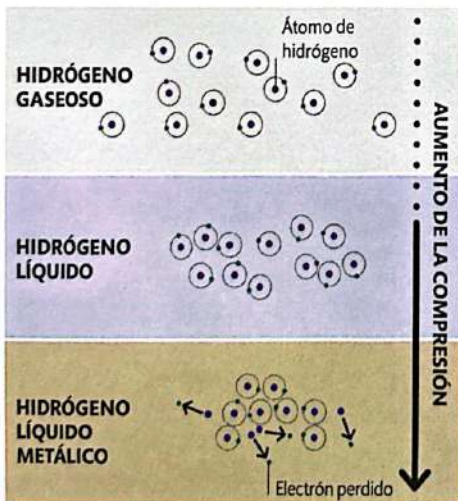 Átomo de
hidrógeno
HIDRÓGENO
GASEOSO
HIDRÓGENO
LÍQUIDO
HIDRÓGENO
LÍQUIDO
METÁLICO
Electrón perdido
AUMENTO DE LA COMPRESIÓN